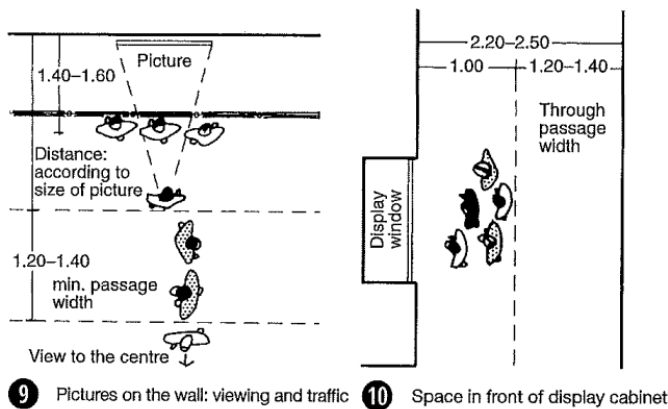 Picture
1.40–1.60
Distance:
according to
size of picture
1.20–1.40
min. passage
width
View to the centre
9 Pictures on the wall: viewing and traffic
2.20–2.50
1.00
1.20–1.40
Through
passage
width
Display
window
10 Space in front of display cabinet